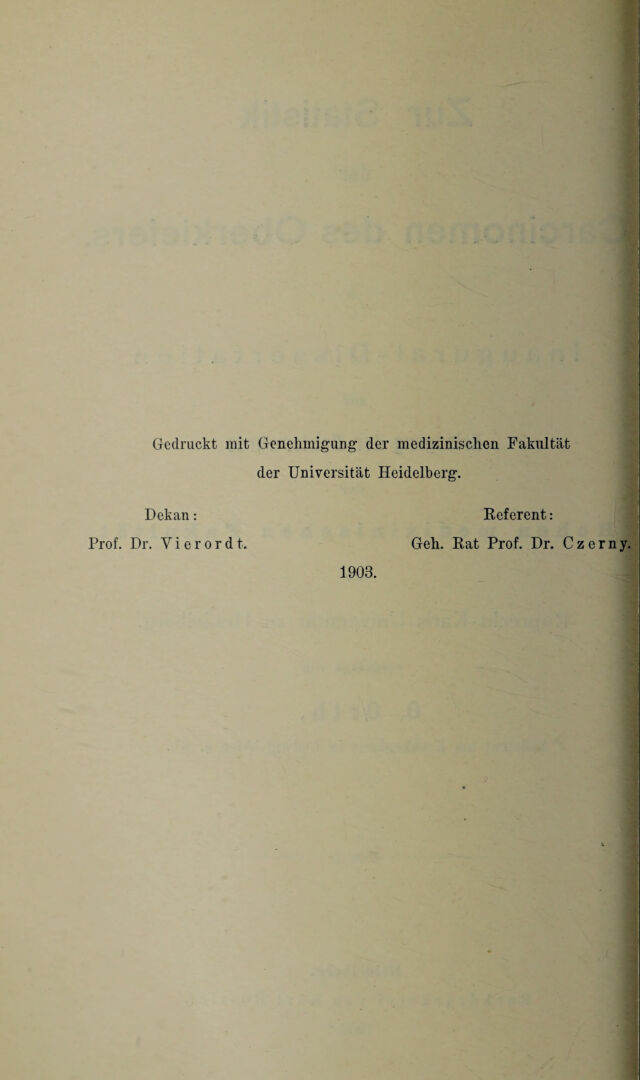 Gedruckt mit Genehmigung der medizinischen Fakultät
der Universität Heidelberg.
Dekan: Referent:
Prof. Dr. Vierordt. Geh. Rat Prof. Dr. Czerny.
1903.